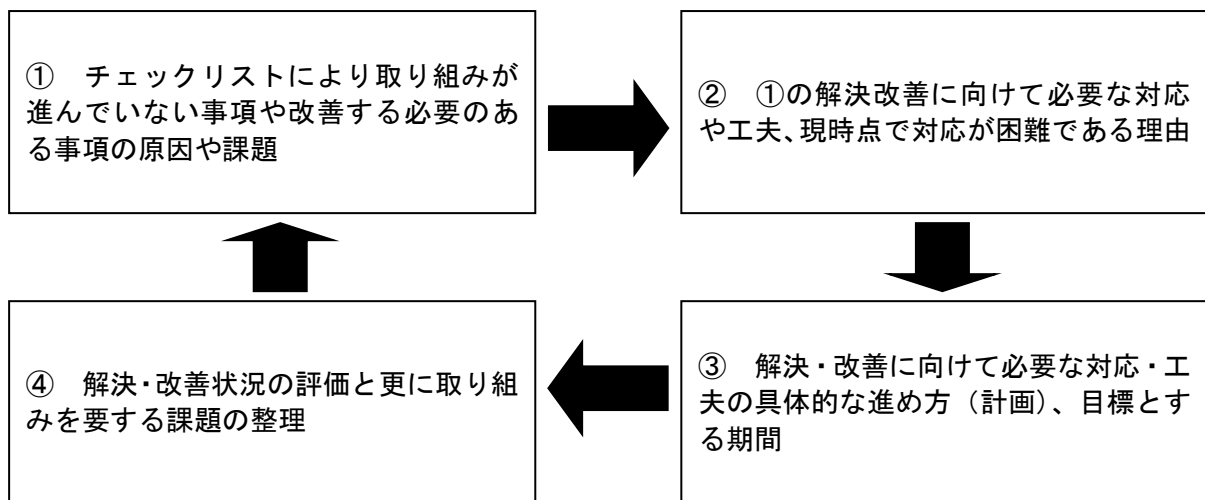 ① チェックリストにより取り組みが
進んでいない事項や改善する必要のあ
る事項の原因や課題
② ①の解決改善に向けて必要な対応
や工夫、現時点で対応が困難である理由
③ 解決・改善に向けて必要な対応・工
夫の具体的な進め方（計画）、目標とす
る期間
④ 解決・改善状況の評価と更に取り組
みを要する課題の整理